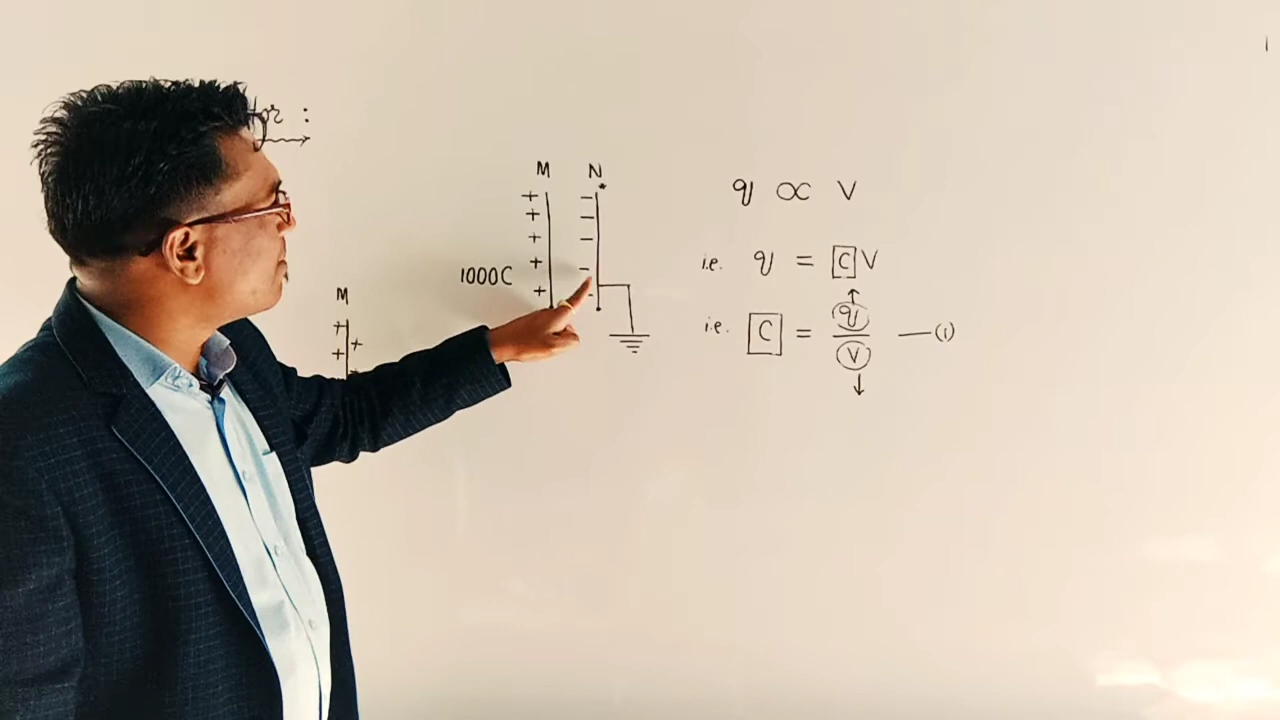 M N
+ −
+ −
+ −
1000C + −
+ -
M
+
+
+
q ∝ V
i.e. q = C V
i.e. C = q / V —(1)